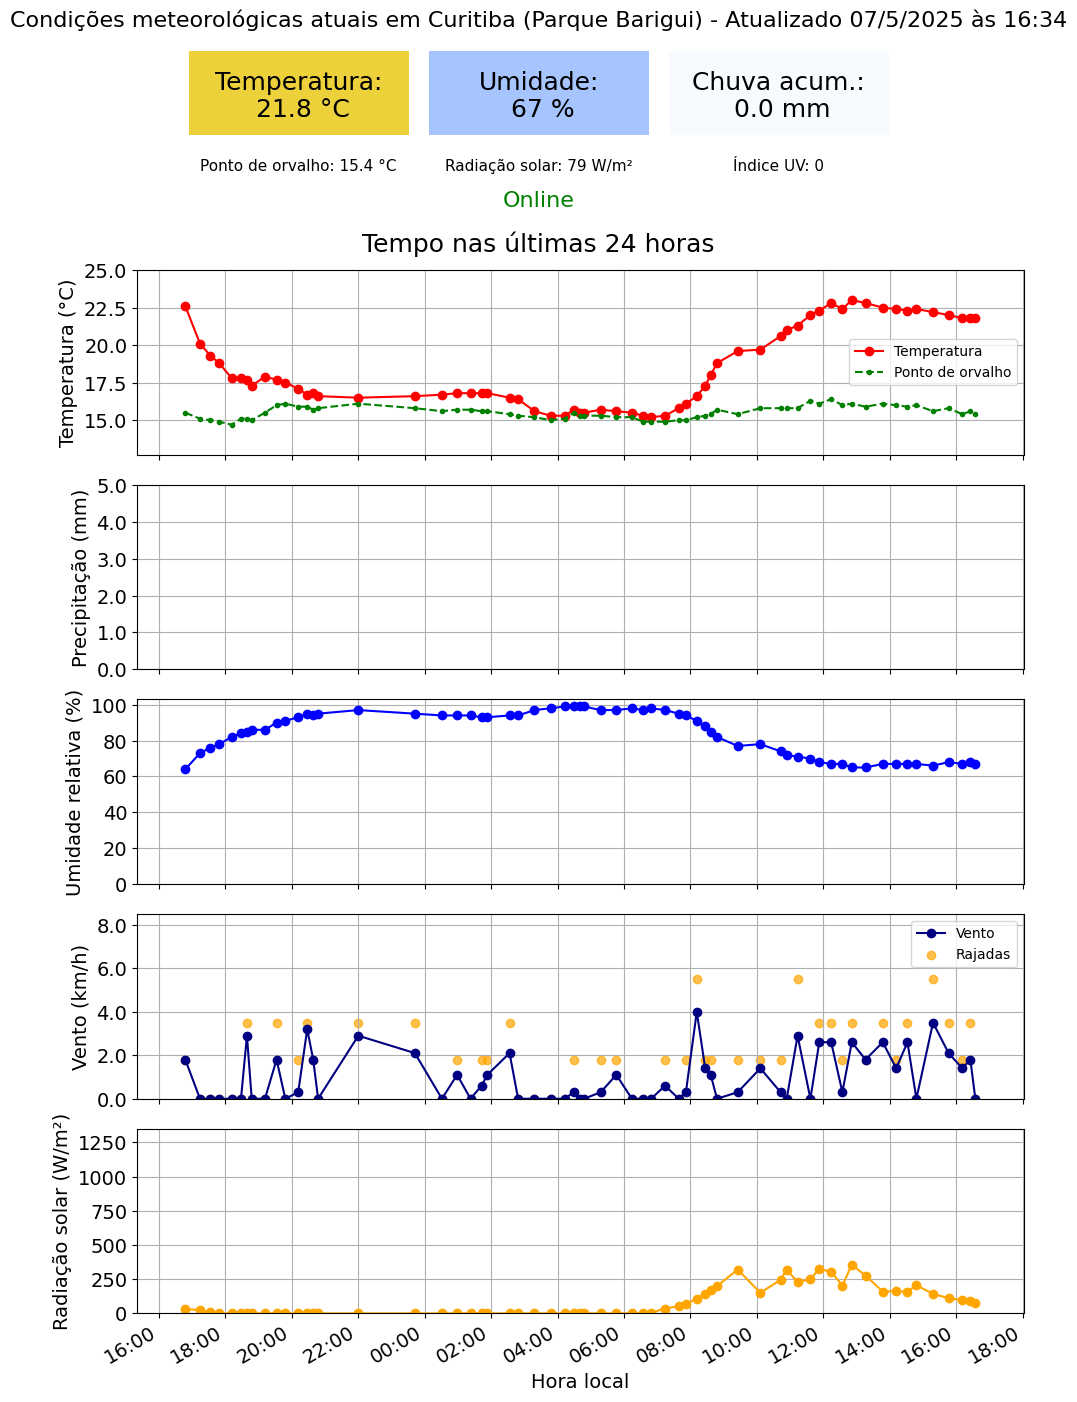 Condições meteorológicas atuais em Curitiba (Parque Barigui) - Atualizado 07/5/2025 às 16:34
Temperatura:
21.8 °C
Umidade:
67 %
Chuva acum.:
0.0 mm
Ponto de orvalho: 15.4 °C
Radiação solar: 79 W/m²
Índice UV: 0
Online
Tempo nas últimas 24 horas
Temperatura (°C)
25.0
22.5
20.0
17.5
15.0
Temperatura
Ponto de orvalho
Precipitação (mm)
5.0
4.0
3.0
2.0
1.0
0.0
Umidade relativa (%)
100
80
60
40
20
0
Vento (km/h)
8.0
6.0
4.0
2.0
0.0
Vento
Rajadas
Radiação solar (W/m²)
1250
1000
750
500
250
0
16:00
18:00
20:00
22:00
00:00
02:00
04:00
06:00
08:00
10:00
12:00
14:00
16:00
18:00
Hora local